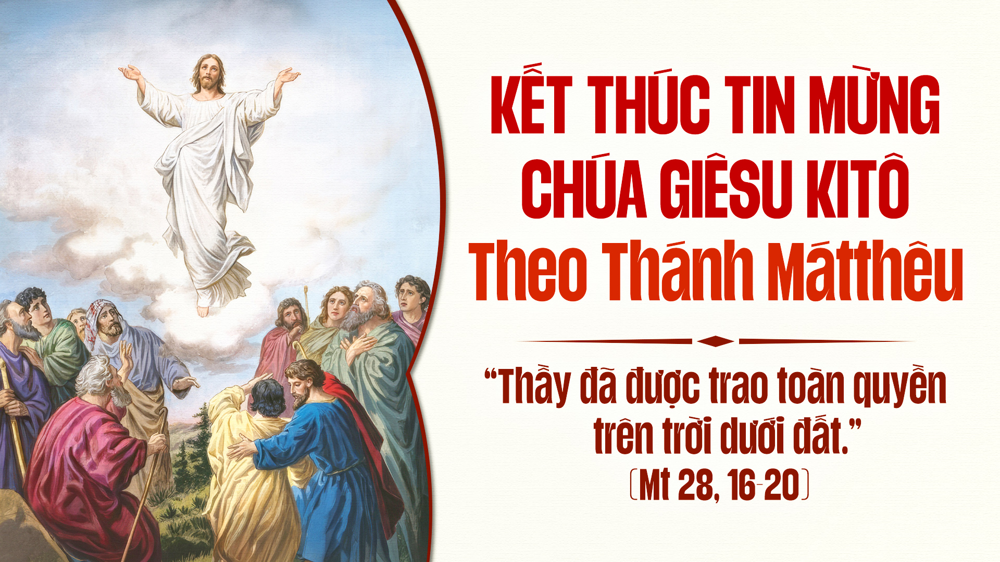 KẾT THÚC TIN MỪNG
CHÚA GIÊSU KITÔ
Theo Thánh Mátthêu
“Thầy đã được trao toàn quyền
trên trời dưới đất.”
(Mt 28, 16-20)